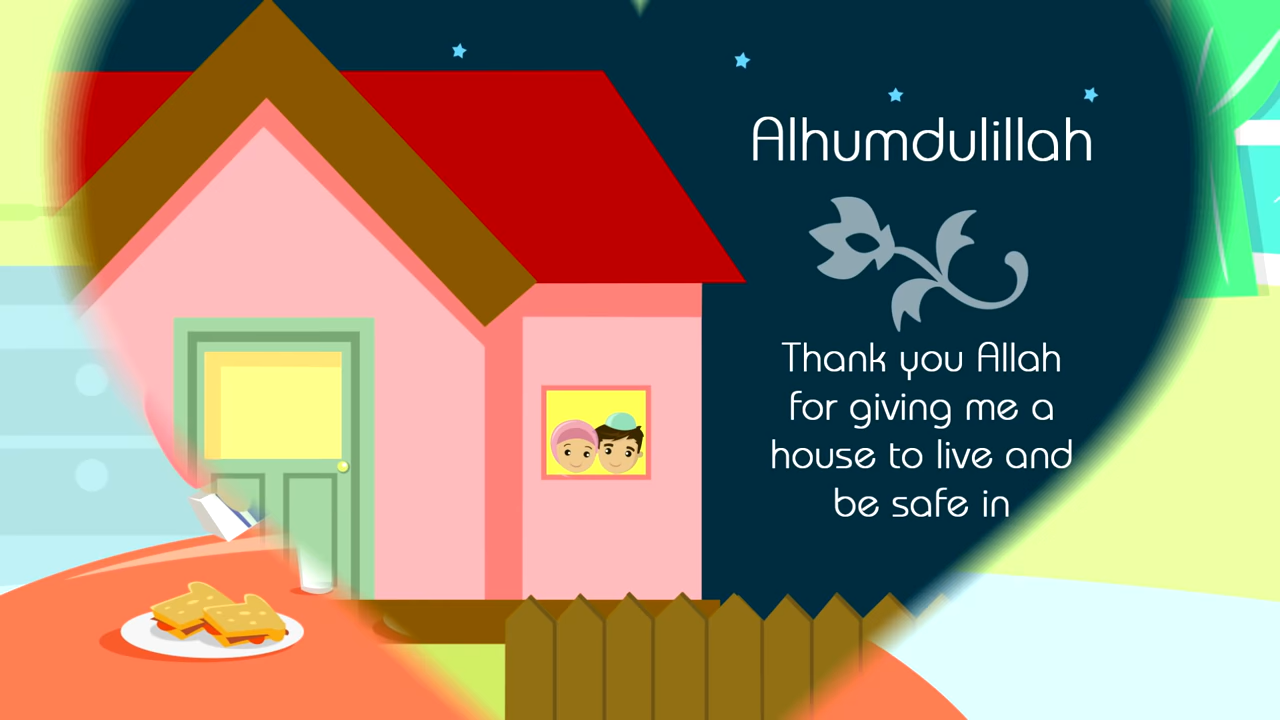 Alhumdulillah
Thank you Allah
for giving me a
house to live and
be safe in